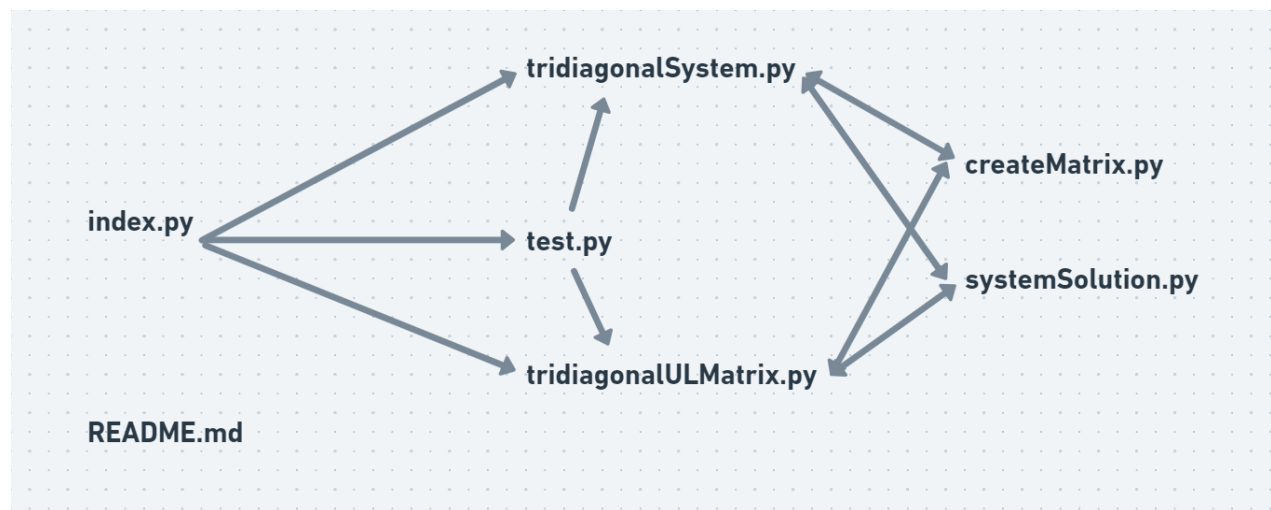 tridiagonalSystem.py
createMatrix.py
index.py
test.py
systemSolution.py
tridiagonalULMatrix.py
README.md